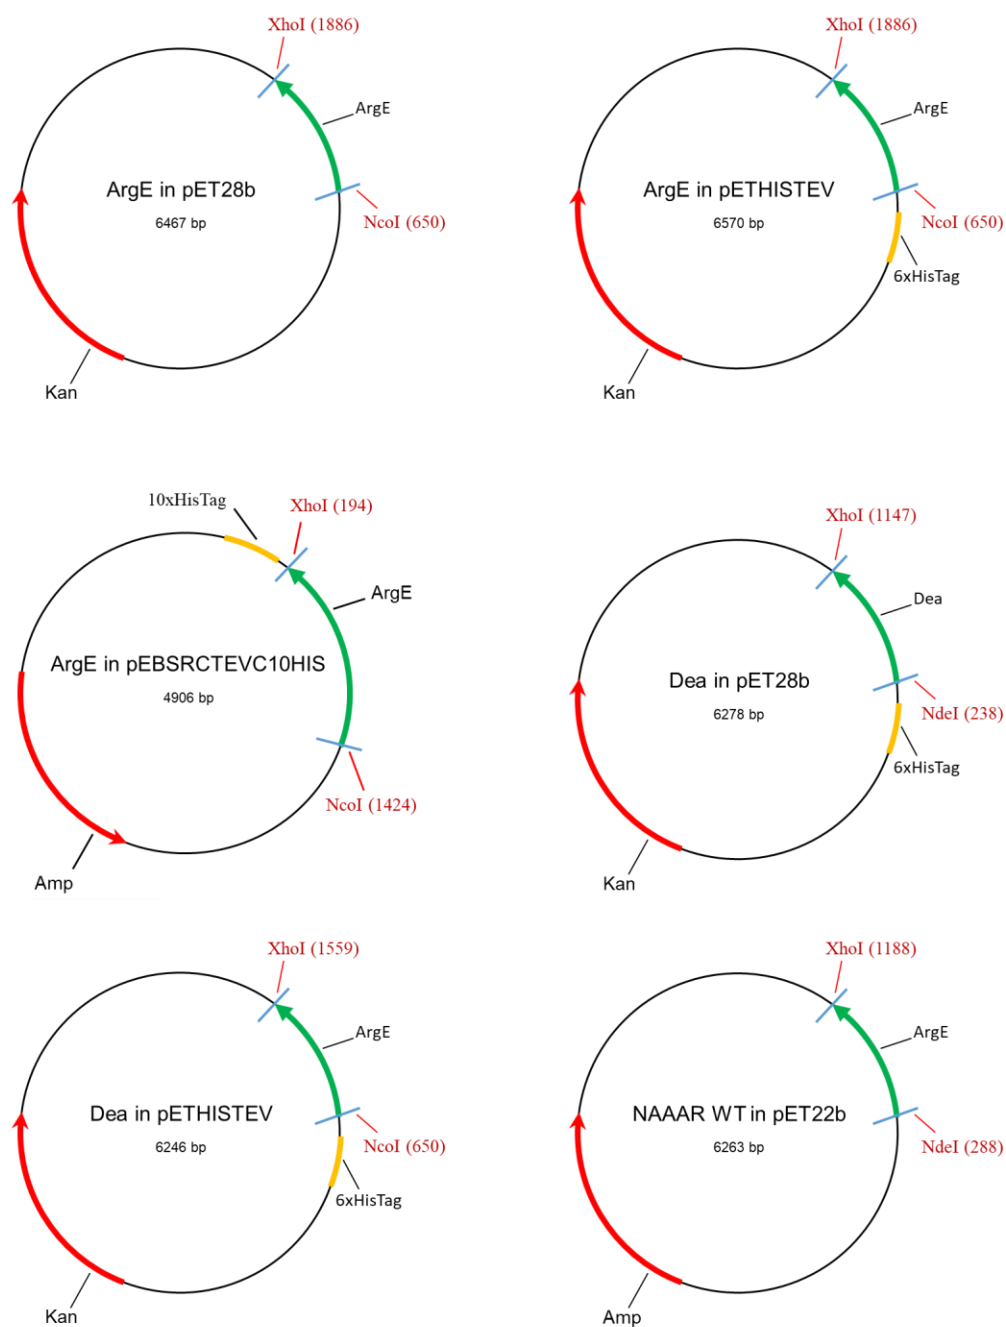 XhoI (1886)
ArgE
ArgE in pET28b
6467 bp
NcoI (650)
Kan
XhoI (1886)
ArgE
ArgE in pETHISTEV
6570 bp
NcoI (650)
6xHisTag
Kan
10xHisTag
XhoI (194)
ArgE
ArgE in pEBSRCTEVC10HIS
4906 bp
NcoI (1424)
Amp
XhoI (1147)
Dea
Dea in pET28b
6278 bp
NdeI (238)
6xHisTag
Kan
XhoI (1559)
ArgE
Dea in pETHISTEV
6246 bp
NcoI (650)
6xHisTag
Kan
XhoI (1188)
ArgE
NAAAR WT in pET22b
6263 bp
NdeI (288)
Amp